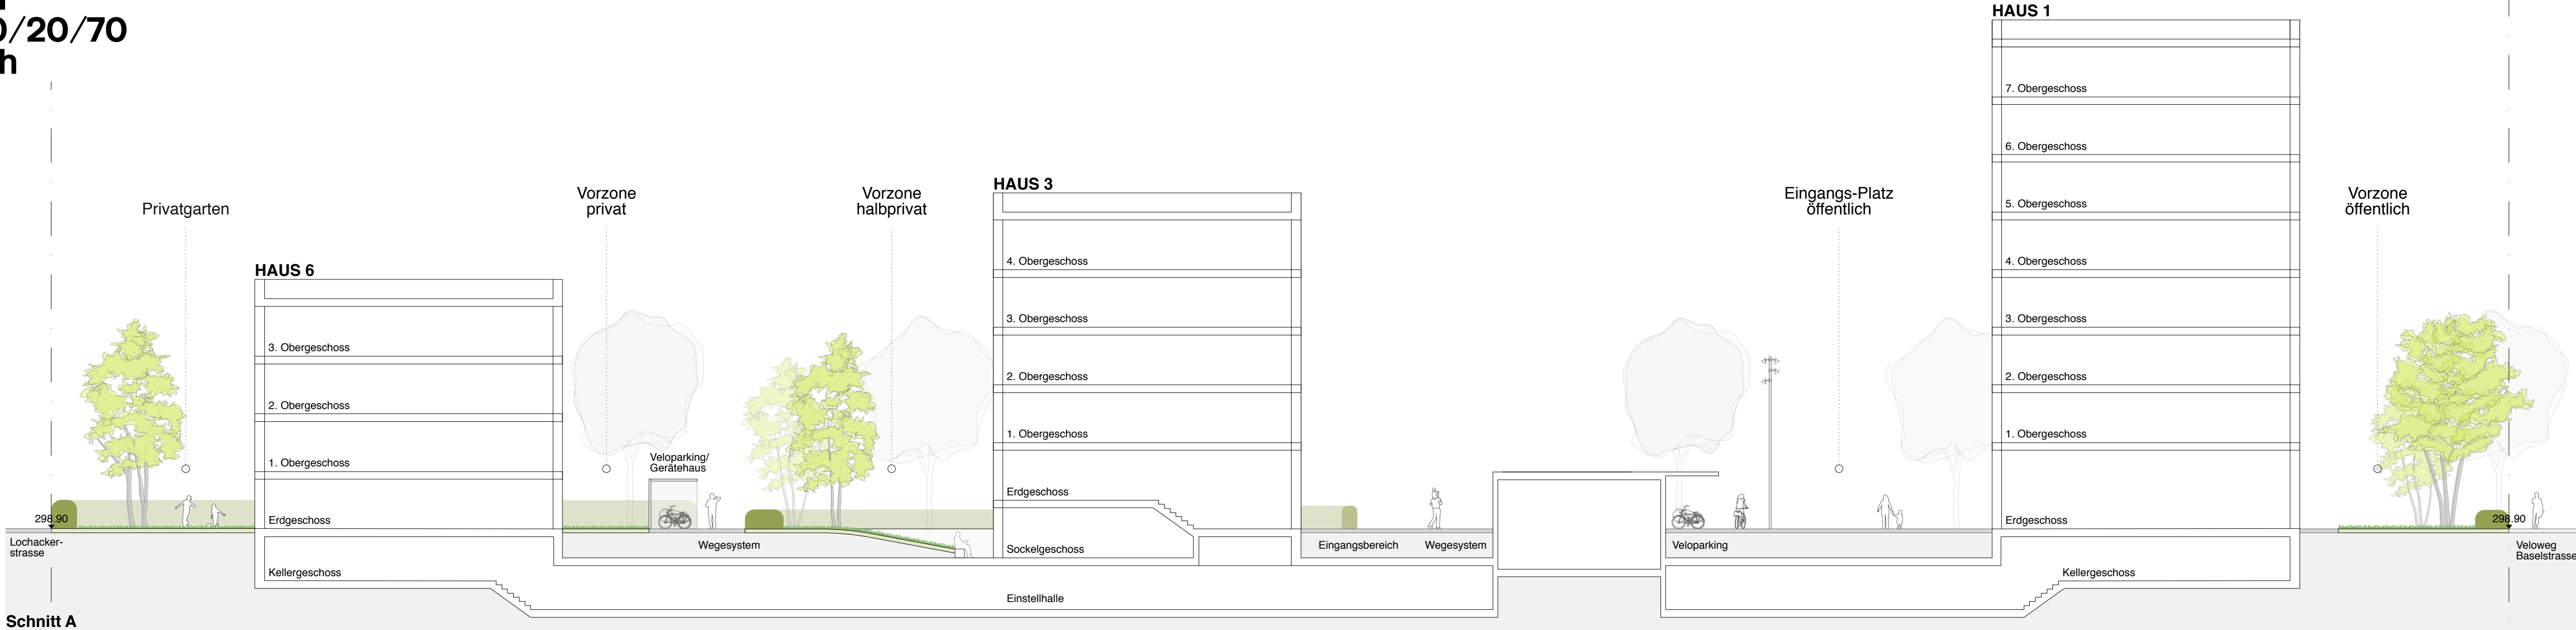 0/20/70
h
HAUS 1
7. Obergeschoss
6. Obergeschoss
5. Obergeschoss
4. Obergeschoss
3. Obergeschoss
2. Obergeschoss
1. Obergeschoss
Erdgeschoss
Kellergeschoss
HAUS 3
4. Obergeschoss
3. Obergeschoss
2. Obergeschoss
1. Obergeschoss
Erdgeschoss
Sockelgeschoss
Einstellhalle
HAUS 6
3. Obergeschoss
2. Obergeschoss
1. Obergeschoss
Erdgeschoss
Kellergeschoss
Privatgarten
Vorzone
privat
Vorzone
halbprivat
Eingangs-Platz
öffentlich
Vorzone
öffentlich
Veloparking/
Gerätehaus
298.90
Lochacker-
strasse
Wegesystem
Eingangsbereich
Wegesystem
Veloparking
298.90
Veloweg
Baselstrasse
Schnitt A